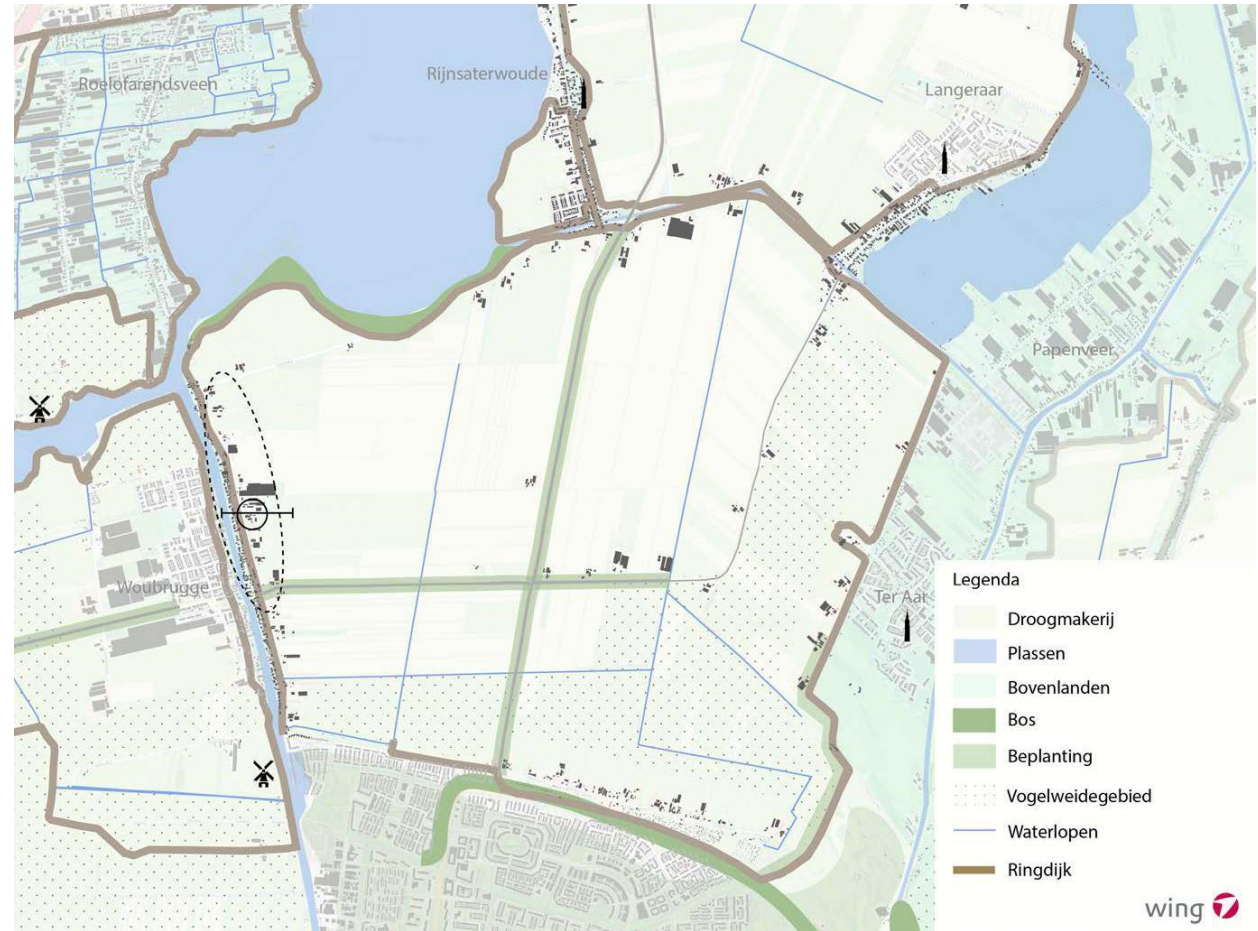 Roelofarendsveen
Rijnsaterwoude
Langeraar
Papenveer
Woubrugge
Ter Aar
Legenda
Droogmakerij
Plassen
Bovenlanden
Bos
Beplanting
Vogelweidegebied
Waterlopen
Ringdijk
wing